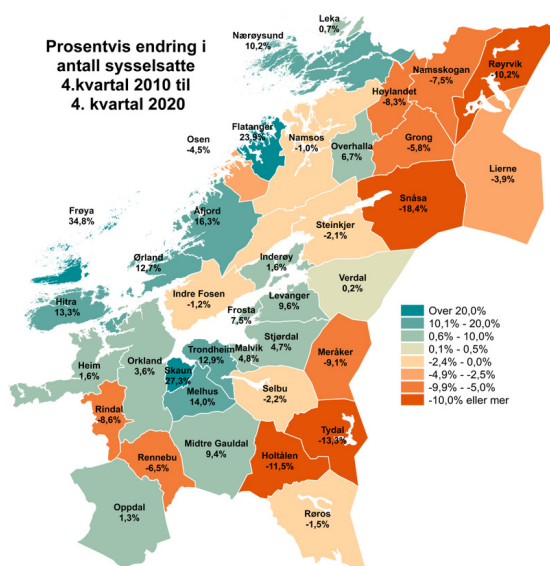 Prosentvis endring i
antall sysselsatte
4.kvartal 2010 til
4. kvartal 2020
Leka
0,7%
Nærøysund
10,2%
Namsskogan
-7,5%
Røyrvik
-10,2%
Høylandet
-8,3%
Osen
-4,5%
Flatanger
23,9%
Namsos
-1,0%
Overhalla
6,7%
Grong
-5,8%
Lierne
-3,9%
Snåsa
-18,4%
Frøya
34,8%
Åfjord
16,3%
Steinkjer
-2,1%
Ørland
12,7%
Inderøy
1,6%
Verdal
0,2%
Hitra
13,3%
Indre Fosen
-1,2%
Levanger
9,6%
Frosta
7,5%
Stjørdal
4,7%
Malvik
4,8%
Trondheim
12,9%
Meråker
-9,1%
Heim
1,6%
Orkland
3,6%
Skaun
27,3%
Melhus
14,0%
Selbu
-2,2%
Rindal
-8,6%
Tydal
-13,3%
Midtre Gauldal
9,4%
Holtålen
-11,5%
Rennebu
-6,5%
Oppdal
1,3%
Røros
-1,5%
Over 20,0%
10,1% - 20,0%
0,6% - 10,0%
0,1% - 0,5%
-2,4% - 0,0%
-4,9% - -2,5%
-9,9% - -5,0%
-10,0% eller mer